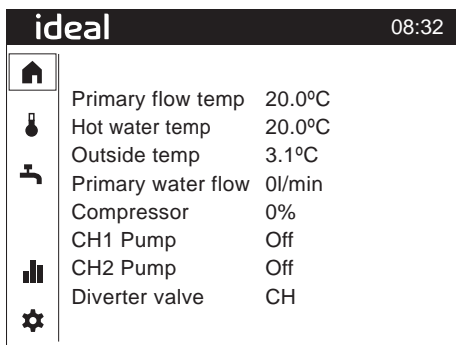 ideal 08:32
Primary flow temp 20.0ºC
Hot water temp 20.0ºC
Outside temp 3.1ºC
Primary water flow 0l/min
Compressor 0%
CH1 Pump Off
CH2 Pump Off
Diverter valve CH